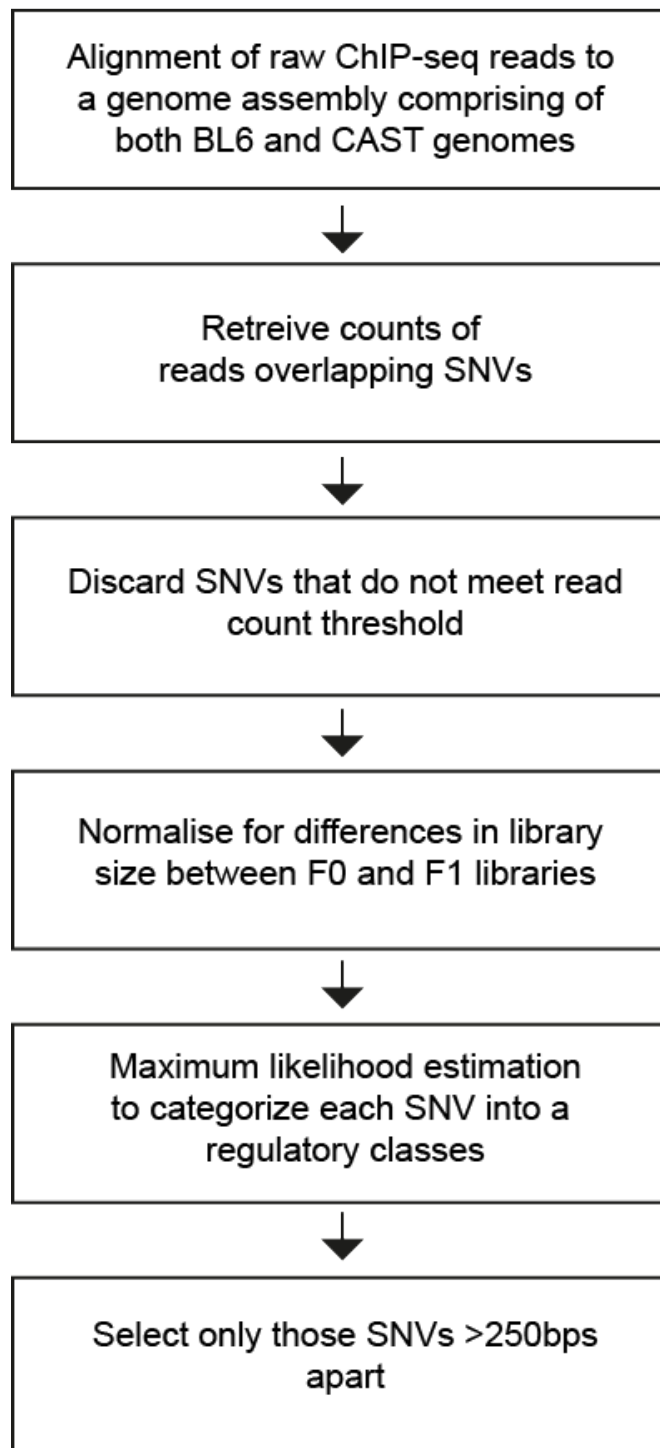 Alignment of raw ChIP-seq reads to
a genome assembly comprising of
both BL6 and CAST genomes
Retreive counts of
reads overlapping SNVs
Discard SNVs that do not meet read
count threshold
Normalise for differences in library
size between F0 and F1 libraries
Maximum likelihood estimation
to categorize each SNV into a
regulatory classes
Select only those SNVs >250bps
apart